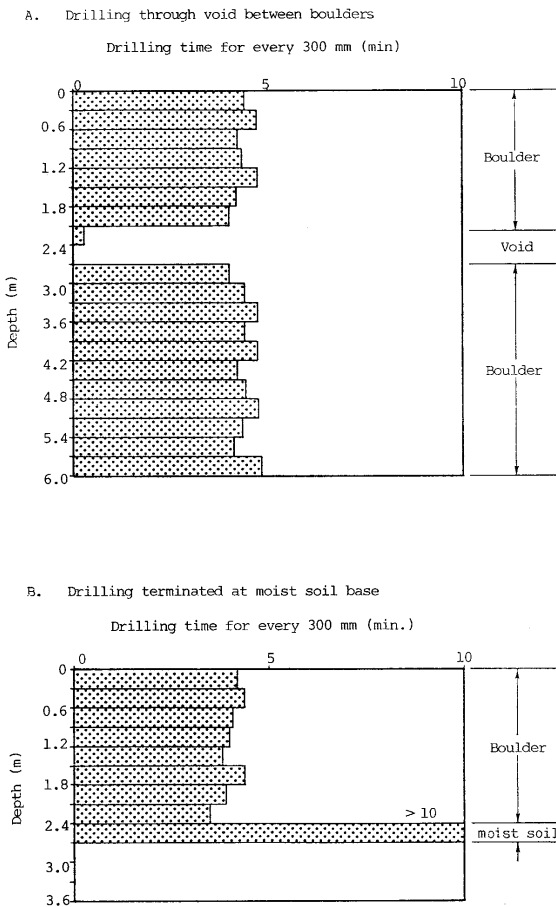 A. Drilling through void between boulders
Drilling time for every 300 mm (min)
0 5 10
0
0.6
1.2
1.8
2.4
3.0
3.6
4.2
4.8
5.4
6.0
Depth (m)
Boulder
Void
Boulder
B. Drilling terminated at moist soil base
Drilling time for every 300 mm (min.)
0 5 10
0
0.6
1.2
1.8
2.4
3.0
3.6
Depth (m)
> 10
Boulder
moist soil